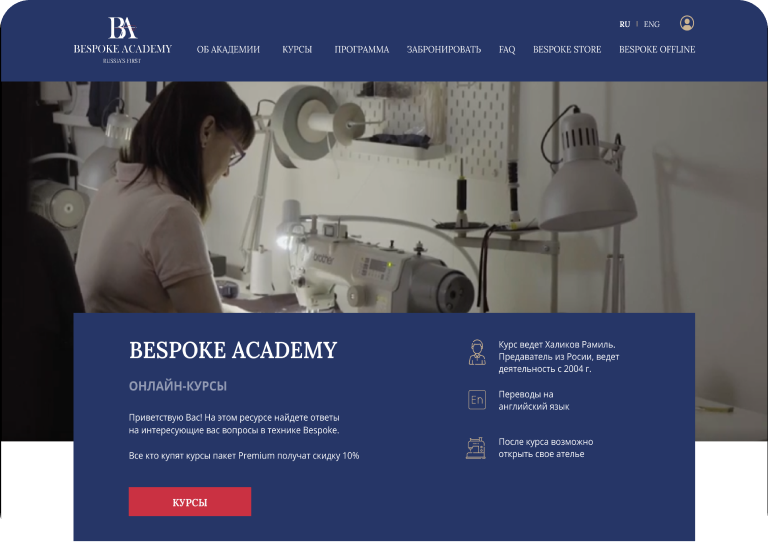 RU | ENG
BA
BESPOKE ACADEMY
RUSSIA'S FIRST
ОБ АКАДЕМИИ КУРСЫ ПРОГРАММА ЗАБРОНИРОВАТЬ FAQ BESPOKE STORE BESPOKE OFFLINE
brother
BESPOKE ACADEMY
ОНЛАЙН-КУРСЫ
Приветствую Вас! На этом ресурсе найдете ответы
на интересующие вас вопросы в технике Bespoke.
Все кто купят курсы пакет Premium получат скидку 10%
КУРСЫ
Курс ведет Халиков Рамиль.
Предаватель из Росии, ведет
деятельность с 2004 г.
En
Переводы на
английский язык
После курса возможно
открыть свое ателье